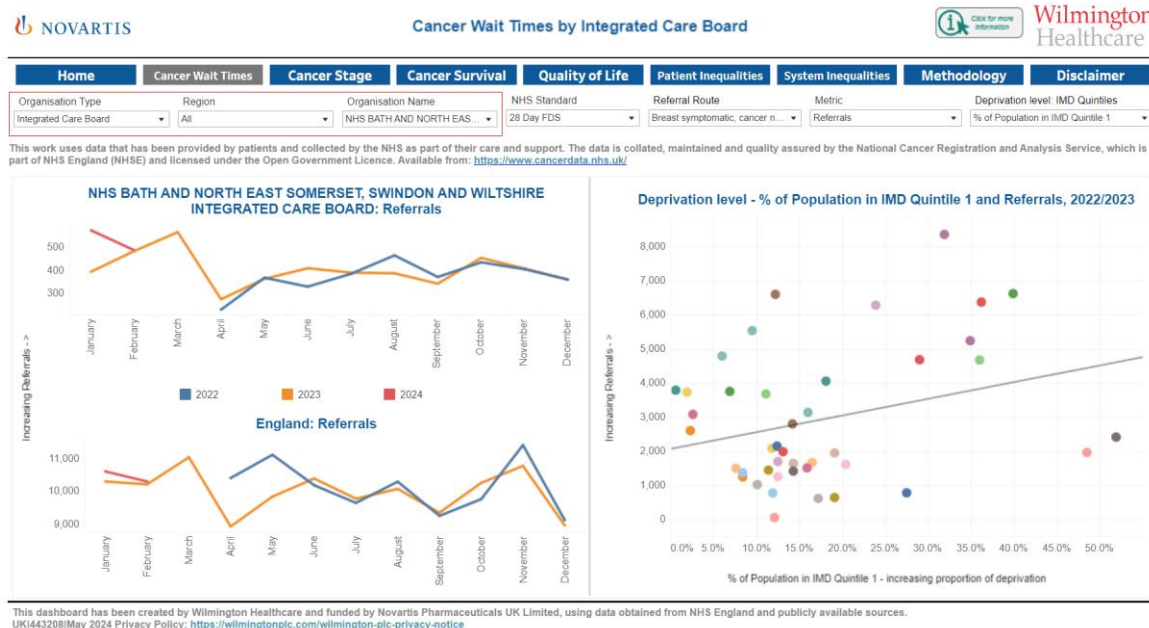 NOVARTIS
Cancer Wait Times by Integrated Care Board
Click for more
information
Wilmington
Healthcare
Home
Cancer Wait Times
Cancer Stage
Cancer Survival
Quality of Life
Patient Inequalities
System Inequalities
Methodology
Disclaimer
Organisation Type
Region
Organisation Name
NHS Standard
Referral Route
Metric
Deprivation level: IMD Quintiles
Integrated Care Board
All
NHS BATH AND NORTH EAS...
28 Day FDS
Breast symptomatic, cancer n...
Referrals
% of Population in IMD Quintile 1
This work uses data that has been provided by patients and collected by the NHS as part of their care and support. The data is collated, maintained and quality assured by the National Cancer Registration and Analysis Service, which is
part of NHS England (NHSE) and licensed under the Open Government Licence. Available from: https://www.cancerdata.nhs.uk/
NHS BATH AND NORTH EAST SOMERSET, SWINDON AND WILTSHIRE
INTEGRATED CARE BOARD: Referrals
500
400
300
January
February
March
April
May
June
July
August
September
October
November
December
Increasing Referrals - >
2022
2023
2024
England: Referrals
11,000
10,000
9,000
January
February
March
April
May
June
July
August
September
October
November
December
Deprivation level - % of Population in IMD Quintile 1 and Referrals, 2022/2023
Increasing Referrals - >
8,000
7,000
6,000
5,000
4,000
3,000
2,000
1,000
0
0.0%
5.0%
10.0%
15.0%
20.0%
25.0%
30.0%
35.0%
40.0%
45.0%
50.0%
% of Population in IMD Quintile 1 - increasing proportion of deprivation
This dashboard has been created by Wilmington Healthcare and funded by Novartis Pharmaceuticals UK Limited, using data obtained from NHS England and publicly available sources.
UK|443208|May 2024 Privacy Policy: https://wilmingtonplc.com/wilmington-plc-privacy-notice